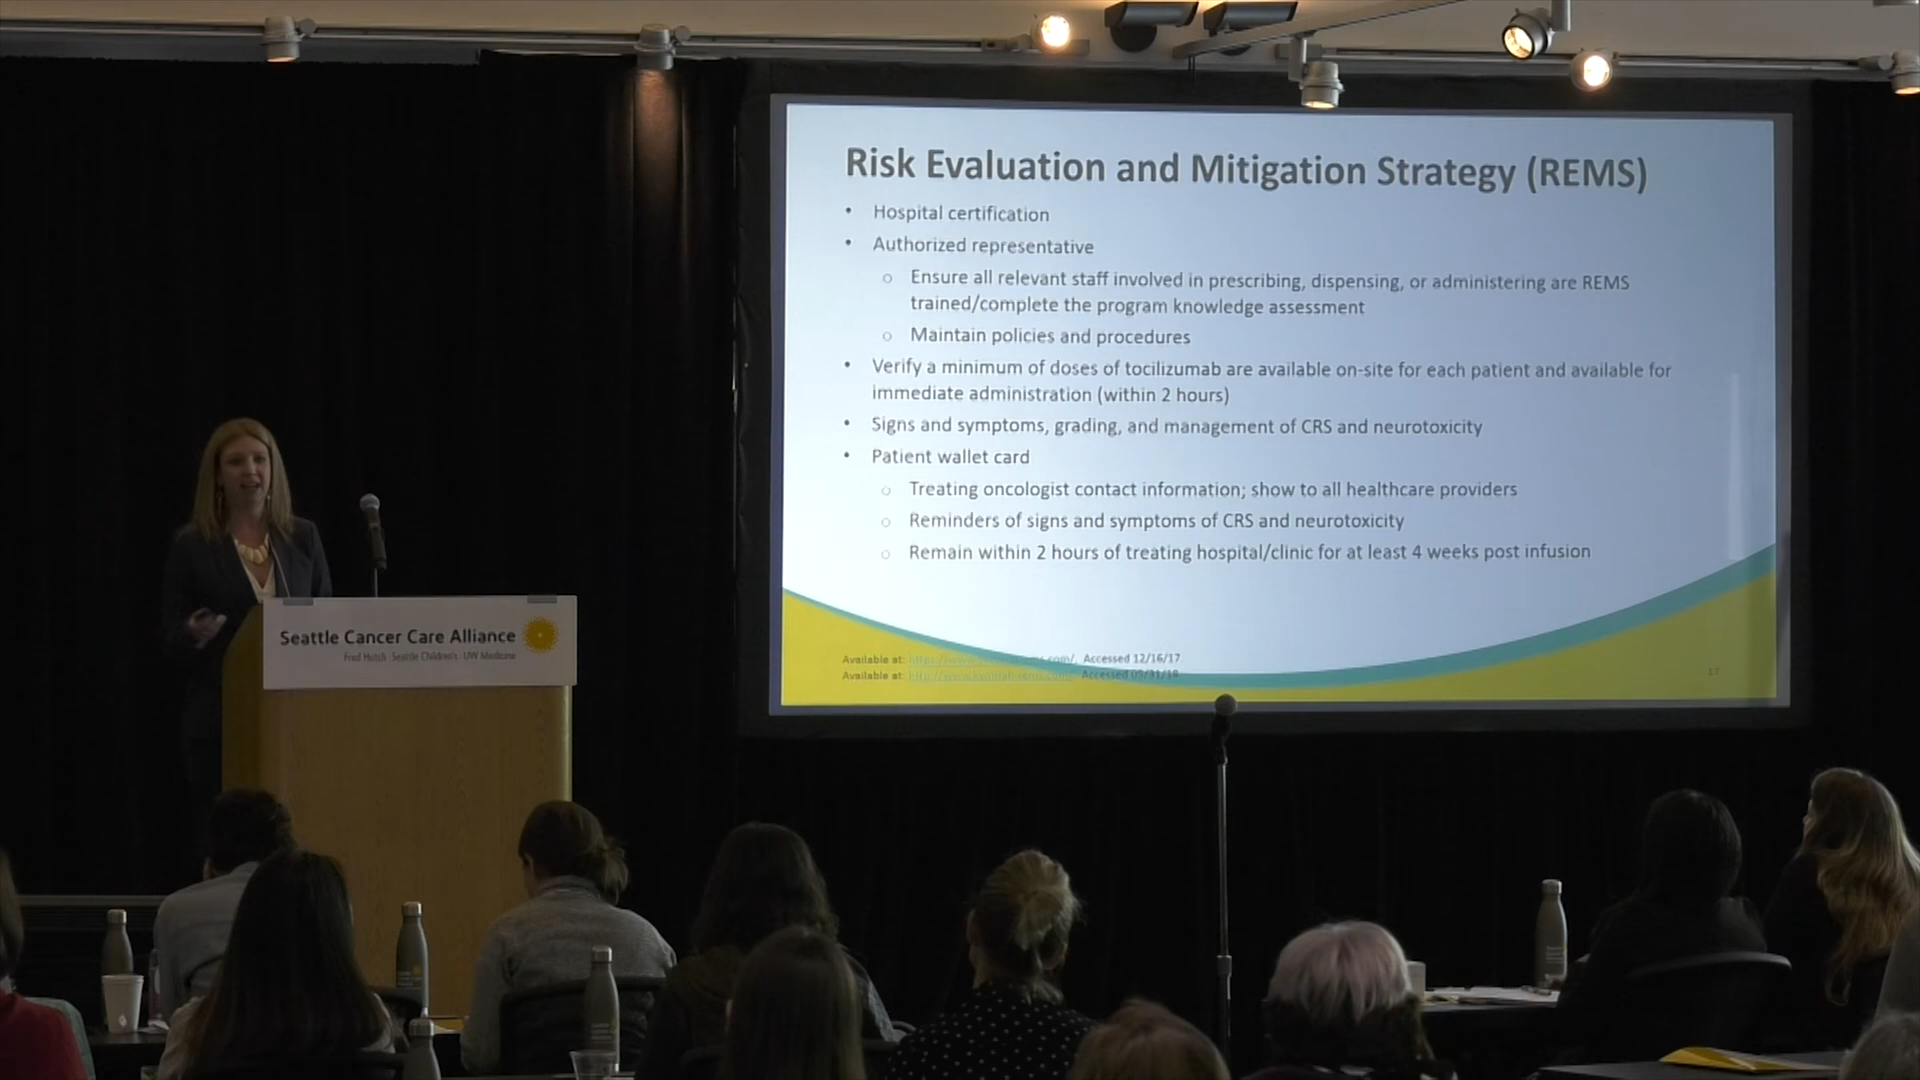 Risk Evaluation and Mitigation Strategy (REMS)
• Hospital certification
• Authorized representative
○ Ensure all relevant staff involved in prescribing, dispensing, or administering are REMS
trained/complete the program knowledge assessment
○ Maintain policies and procedures
• Verify a minimum of doses of tocilizumab are available on-site for each patient and available for
immediate administration (within 2 hours)
• Signs and symptoms, grading, and management of CRS and neurotoxicity
• Patient wallet card
○ Treating oncologist contact information; show to all healthcare providers
○ Reminders of signs and symptoms of CRS and neurotoxicity
○ Remain within 2 hours of treating hospital/clinic for at least 4 weeks post infusion
Available at: Accessed 12/16/17
Available at: Accessed 05/31/18
17
Seattle Cancer Care Alliance
Fred Hutch · Seattle Children's · UW Medicine